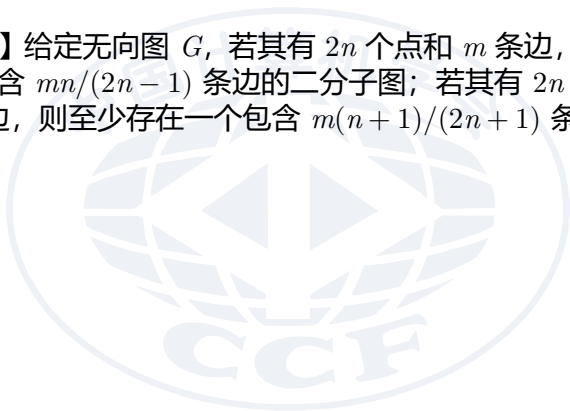 】给定无向图 G，若其有 2n 个点和 m 条边，
含 mn/(2n − 1) 条边的二分子图；若其有 2n
边，则至少存在一个包含 m(n + 1)/(2n + 1) 条
CCF